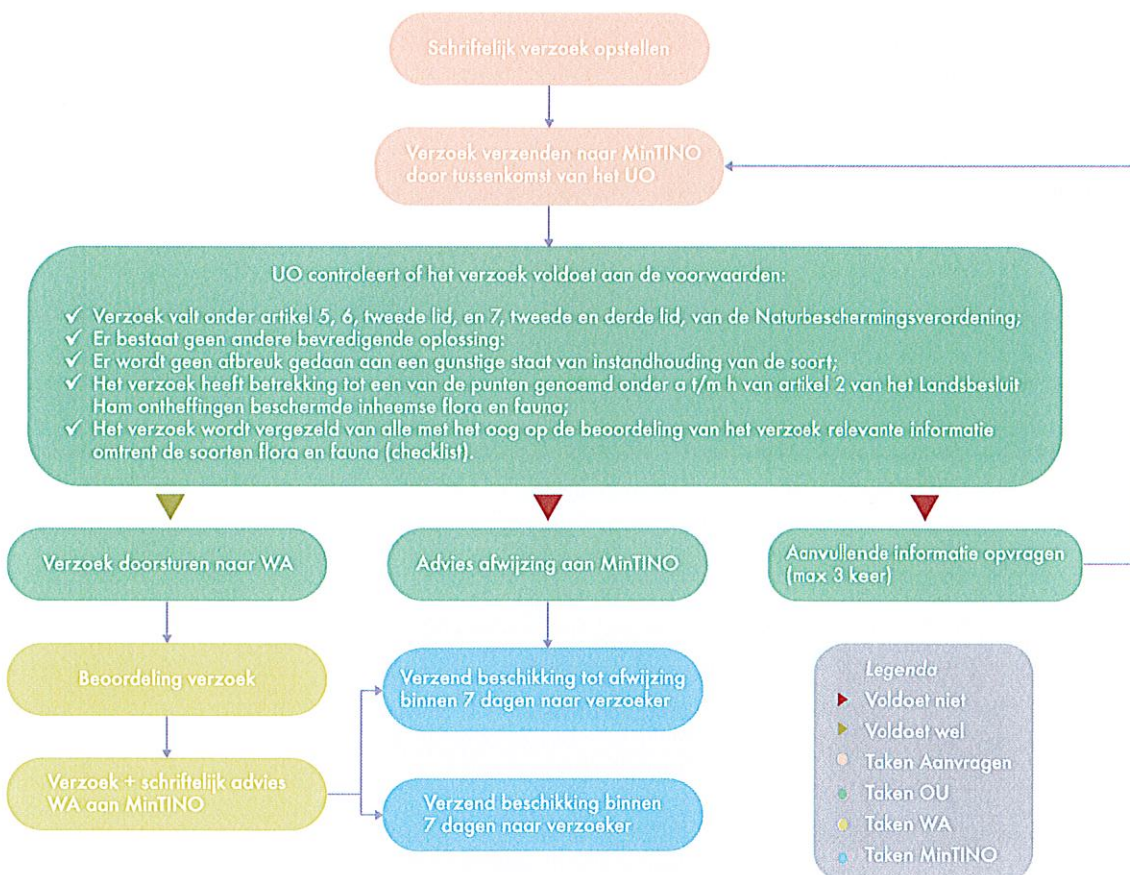 Schriftelijk verzoek opstellen
Verzoek verzenden naar MinTINO
door tussenkomst van het UO
UO controleert of het verzoek voldoet aan de voorwaarden:
✓ Verzoek valt onder artikel 5, 6, tweede lid, en 7, tweede en derde lid, van de Naturbeschermingsverordening;
✓ Er bestaat geen andere bevredigende oplossing:
✓ Er wordt geen afbreuk gedaan aan een gunstige staat van instandhouding van de soort;
✓ Het verzoek heeft betrekking tot een van de punten genoemd onder a t/m h van artikel 2 van het Landsbesluit
Ham ontheffingen beschermde inheemse flora en fauna;
✓ Het verzoek wordt vergezeld van alle met het oog op de beoordeling van het verzoek relevante informatie
omtrent de soorten flora en fauna (checklist).
Verzoek doorsturen naar WA
Advies afwijzing aan MinTINO
Aanvullende informatie opvragen
(max 3 keer)
Beoordeling verzoek
Verzend beschikking tot afwijzing
binnen 7 dagen naar verzoeker
Verzoek + schriftelijk advies
WA aan MinTINO
Verzend beschikking binnen
7 dagen naar verzoeker
Legenda
Voldoet niet
Voldoet wel
Taken Aanvragen
Taken OU
Taken WA
Taken MinTINO